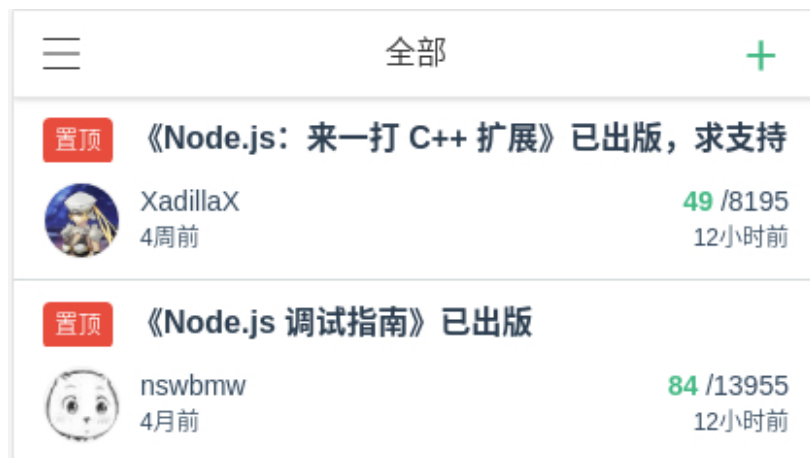 全部
置顶 《Node.js：来一打 C++ 扩展》已出版，求支持
XadillaX 49 /8195
4周前 12小时前
置顶 《Node.js 调试指南》已出版
nswbmw 84 /13955
4月前 12小时前